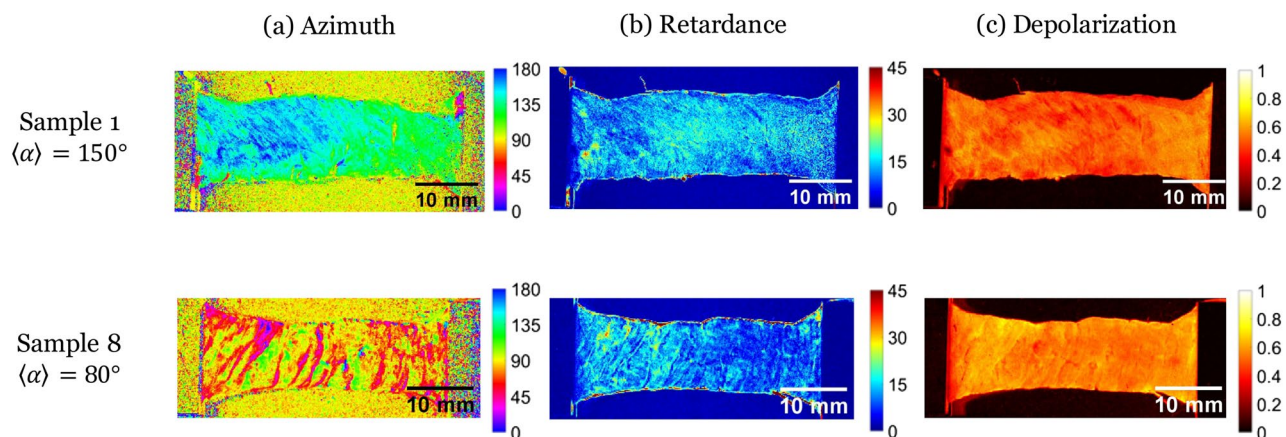 (a) Azimuth
(b) Retardance
(c) Depolarization
Sample 1
⟨α⟩ = 150°
180
135
90
45
0
10 mm
45
30
15
0
10 mm
1
0.8
0.6
0.4
0.2
0
10 mm
Sample 8
⟨α⟩ = 80°
180
135
90
45
0
10 mm
45
30
15
0
10 mm
1
0.8
0.6
0.4
0.2
0
10 mm